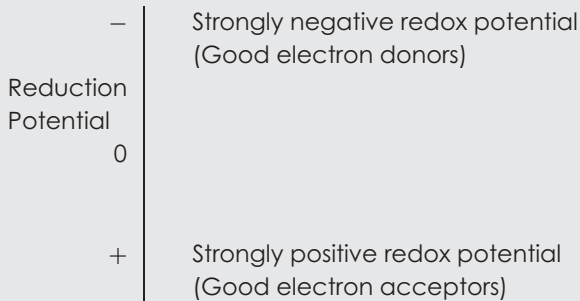 − Strongly negative redox potential
(Good electron donors)
Reduction
Potential
0
+ Strongly positive redox potential
(Good electron acceptors)